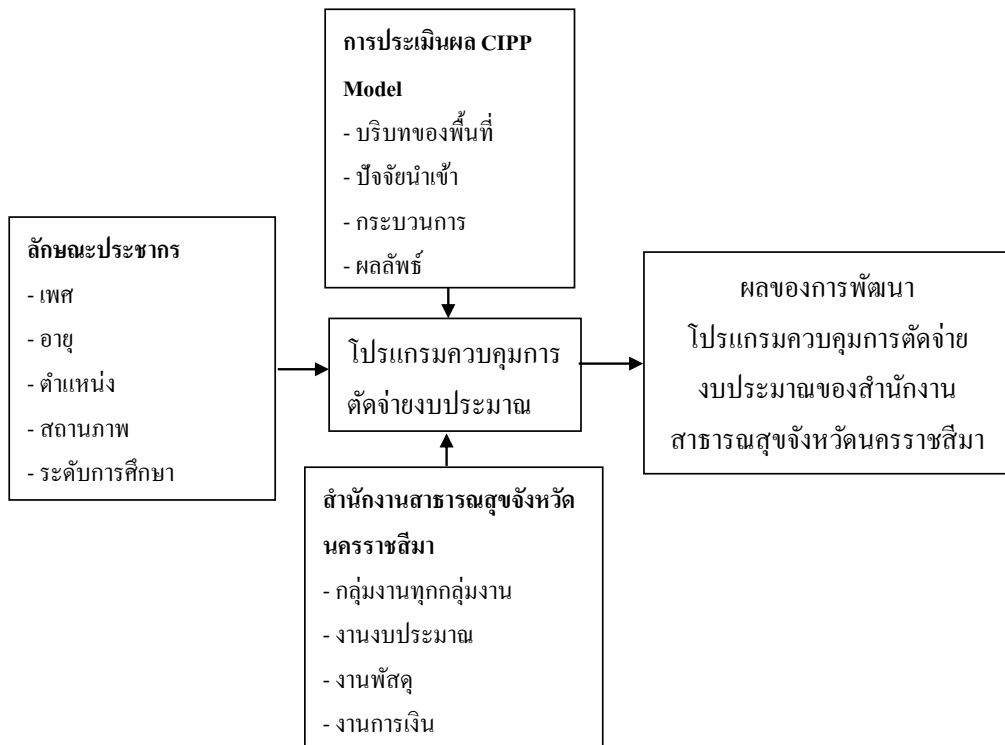 การประเมินผล CIPP
Model
- บริบทของพื้นที่
- ปัจจัยนำเข้า
- กระบวนการ
- ผลลัพธ์
ลักษณะประชากร
- เพศ
- อายุ
- ตำแหน่ง
- สถานภาพ
- ระดับการศึกษา
โปรแกรมควบคุมการ
ตัดจ่ายงบประมาณ
ผลของการพัฒนา
โปรแกรมควบคุมการตัดจ่าย
งบประมาณของสำนักงาน
สาธารณสุขจังหวัดนครราชสีมา
สำนักงานสาธารณสุขจังหวัด
นครราชสีมา
- กลุ่มงานทุกกลุ่มงาน
- งานงบประมาณ
- งานพัสดุ
- งานการเงิน